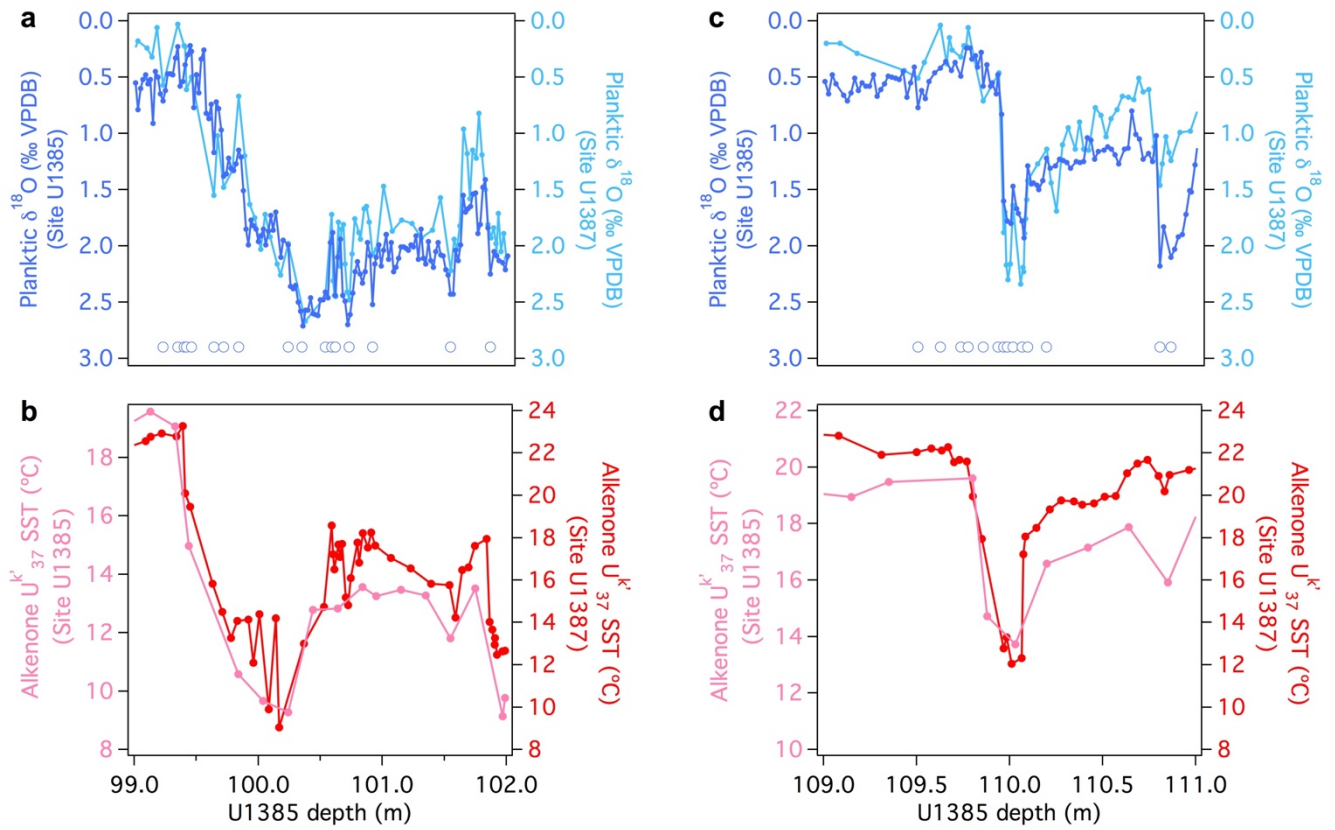 a
0.0
0.5
1.0
1.5
2.0
2.5
3.0
Planktic δ18O (‰ VPDB)
(Site U1385)
0.0
0.5
1.0
1.5
2.0
2.5
3.0
Planktic δ18O (‰ VPDB)
(Site U1387)
c
0.0
0.5
1.0
1.5
2.0
2.5
3.0
Planktic δ18O (‰ VPDB)
(Site U1385)
0.0
0.5
1.0
1.5
2.0
2.5
3.0
Planktic δ18O (‰ VPDB)
(Site U1387)
b
18
16
14
12
10
8
Alkenone Uk'37 SST (ºC)
(Site U1385)
24
22
20
18
16
14
12
10
8
Alkenone Uk'37 SST (ºC)
(Site U1387)
99.0 100.0 101.0 102.0
U1385 depth (m)
d
22
20
18
16
14
12
10
Alkenone Uk'37 SST (ºC)
(Site U1385)
24
22
20
18
16
14
12
10
8
Alkenone Uk'37 SST (ºC)
(Site U1387)
109.0 109.5 110.0 110.5 111.0
U1385 depth (m)